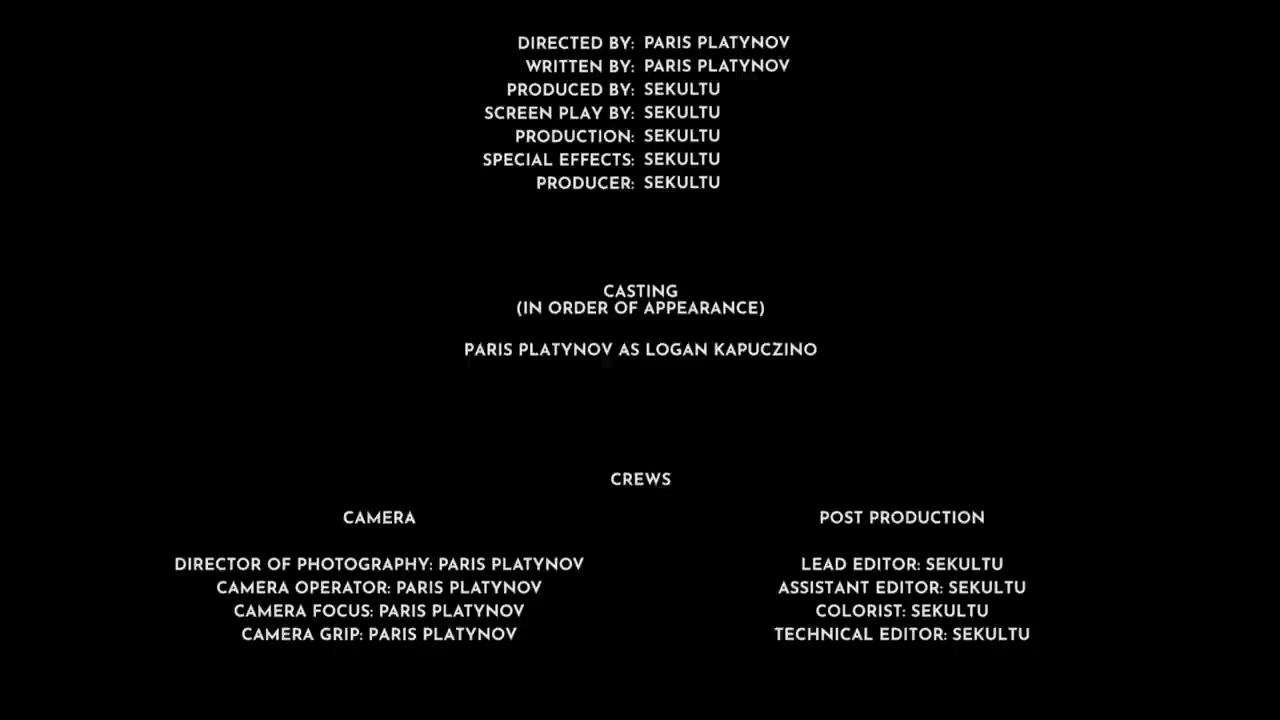 DIRECTED BY: PARIS PLATYNOV
WRITTEN BY: PARIS PLATYNOV
PRODUCED BY: SEKULTU
SCREEN PLAY BY: SEKULTU
PRODUCTION: SEKULTU
SPECIAL EFFECTS: SEKULTU
PRODUCER: SEKULTU
CASTING
(IN ORDER OF APPEARANCE)
PARIS PLATYNOV AS LOGAN KAPUCZINO
CREWS
CAMERA
DIRECTOR OF PHOTOGRAPHY: PARIS PLATYNOV
CAMERA OPERATOR: PARIS PLATYNOV
CAMERA FOCUS: PARIS PLATYNOV
CAMERA GRIP: PARIS PLATYNOV
POST PRODUCTION
LEAD EDITOR: SEKULTU
ASSISTANT EDITOR: SEKULTU
COLORIST: SEKULTU
TECHNICAL EDITOR: SEKULTU